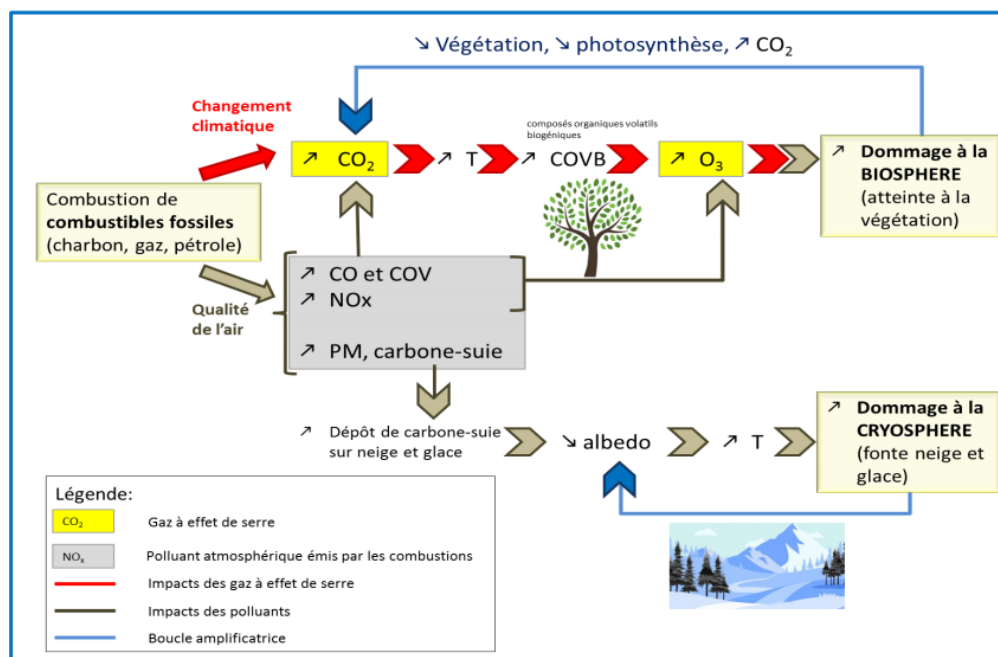 ↘ Végétation, ↘ photosynthèse, ↗ CO₂
Changement
climatique
composés organiques volatils
biogéniques
↗ CO₂
↗ T
↗ COVB
↗ O₃
↗ Dommage à la
BIOSPHERE
(atteinte à la
végétation)
Combustion de
combustibles fossiles
(charbon, gaz, pétrole)
Qualité
de l'air
↗ CO et COV
↗ NOx
↗ PM, carbone-suie
↗ Dépôt de carbone-suie
sur neige et glace
↘ albedo
↗ T
↗ Dommage à la
CRYOSPHERE
(fonte neige et
glace)
Légende:
CO₂ Gaz à effet de serre
NOₓ Polluant atmosphérique émis par les combustions
Impacts des gaz à effet de serre
Impacts des polluants
Boucle amplificatrice